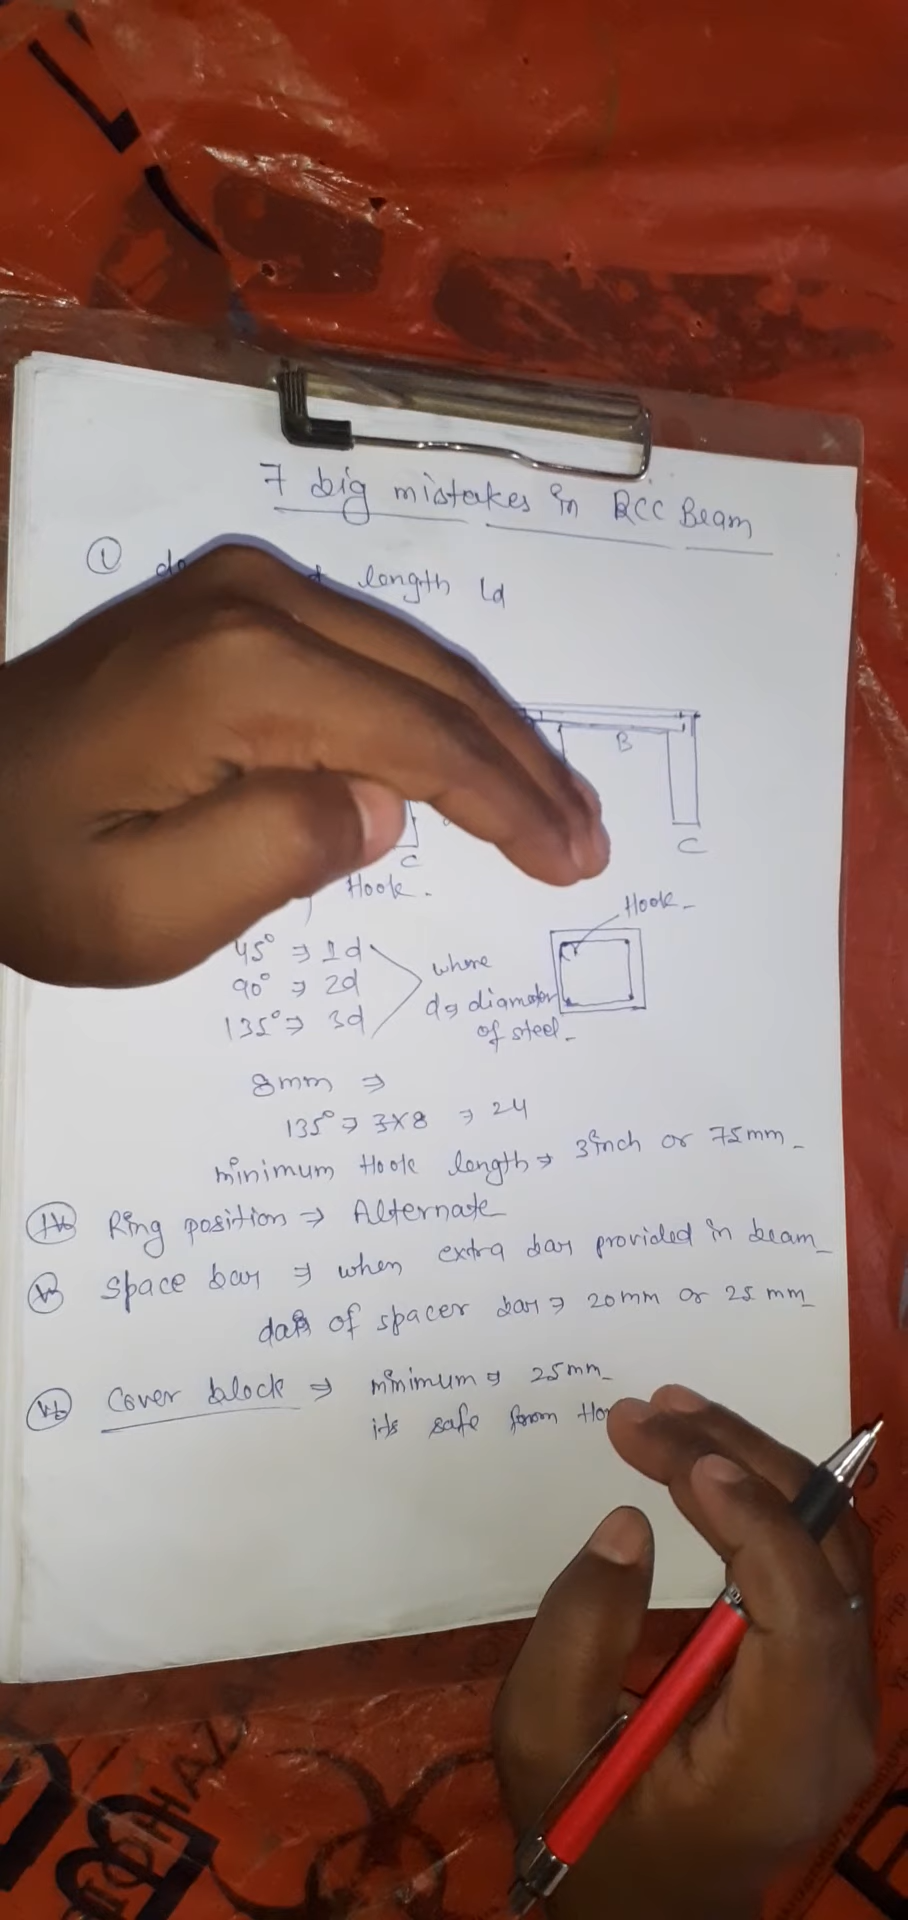 7 big mistakes in RCC Beam
① length Ld
B
C
C
Hook.
Hook -
45° ⇒ 1d
90° ⇒ 2d
135° ⇒ 3d
where
d ⇒ diameter
of steel -
8mm ⇒
135° ⇒ 3×8 ⇒ 24
minimum Hook length ⇒ 3inch or 75mm -
Ring position ⇒ Alternate
Space bar ⇒ when extra bar provided in beam -
of spacer bar ⇒ 20mm or 25 mm -
Cover block ⇒ minimum ⇒ 25mm -
its safe from